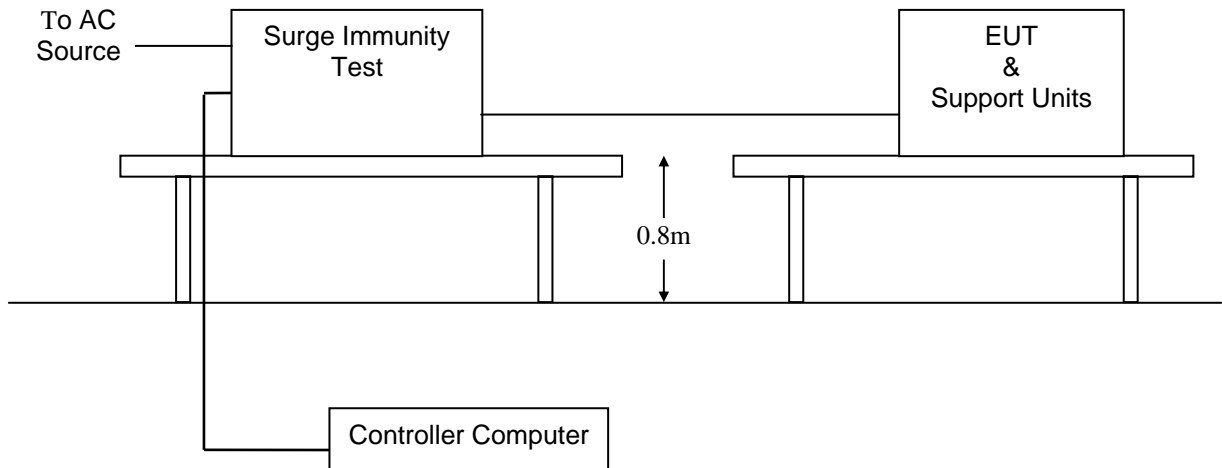 To AC
Source
Surge Immunity
Test
EUT
&
Support Units
0.8m
Controller Computer